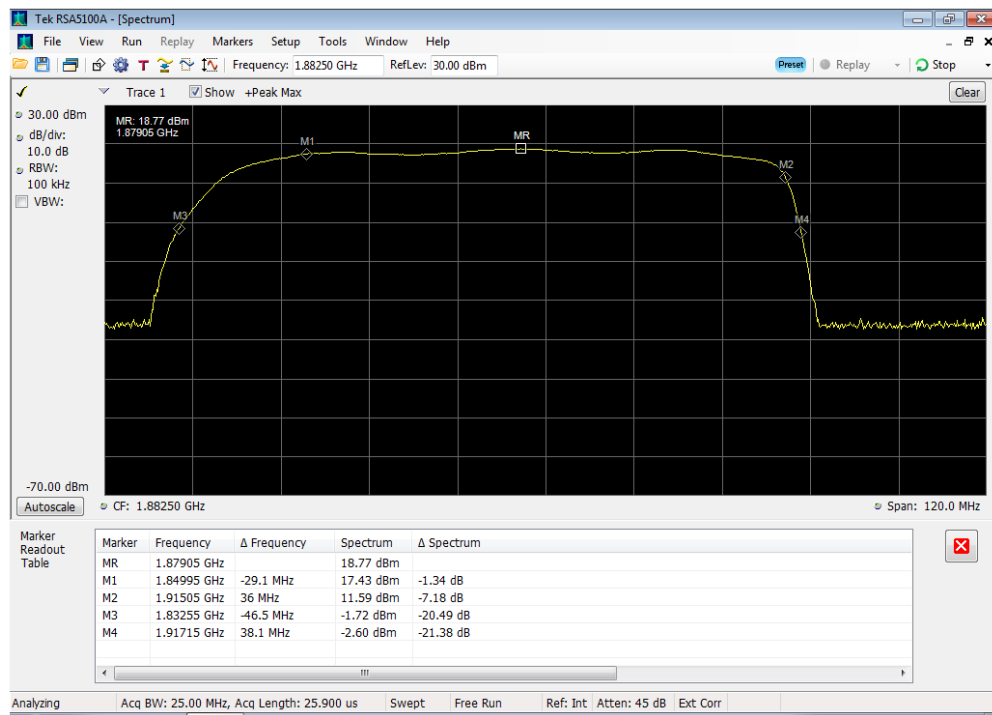 Tek RSA5100A - [Spectrum]
File View Run Replay Markers Setup Tools Window Help
T Frequency: 1.88250 GHz RefLev: 30.00 dBm Preset Replay Stop
Trace 1 Show +Peak Max Clear
30.00 dBm
dB/div:
10.0 dB
RBW:
100 kHz
VBW:
MR: 18.77 dBm
1.87905 GHz
M1
MR
M2
M3
M4
-70.00 dBm
Autoscale CF: 1.88250 GHz Span: 120.0 MHz
Marker
Readout
Table
Marker Frequency Δ Frequency Spectrum Δ Spectrum
MR 1.87905 GHz 18.77 dBm
M1 1.84995 GHz -29.1 MHz 17.43 dBm -1.34 dB
M2 1.91505 GHz 36 MHz 11.59 dBm -7.18 dB
M3 1.83255 GHz -46.5 MHz -1.72 dBm -20.49 dB
M4 1.91715 GHz 38.1 MHz -2.60 dBm -21.38 dB
Analyzing Acq BW: 25.00 MHz, Acq Length: 25.900 us Swept Free Run Ref: Int Atten: 45 dB Ext Corr